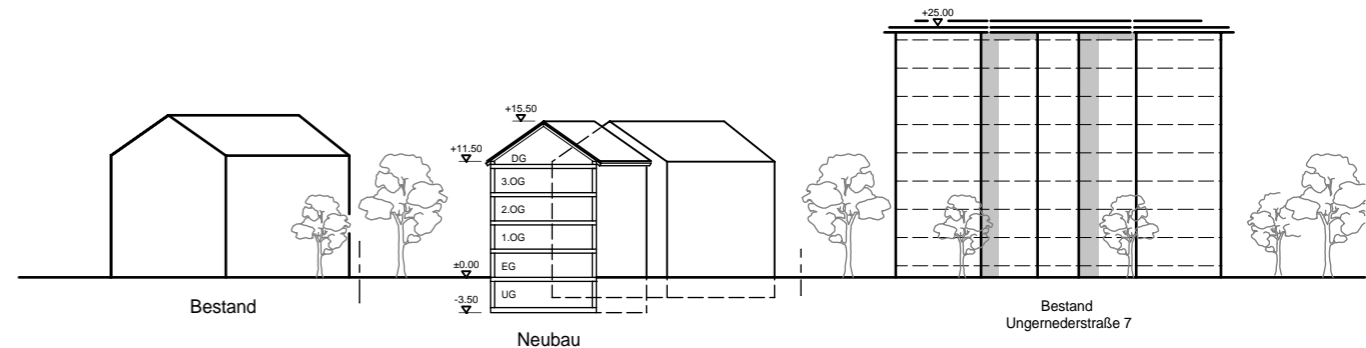 +25.00
+15.50
+11.50
DG
3.OG
2.OG
1.OG
EG
±0.00
UG
-3.50
Bestand
Neubau
Bestand
Ungernederstraße 7